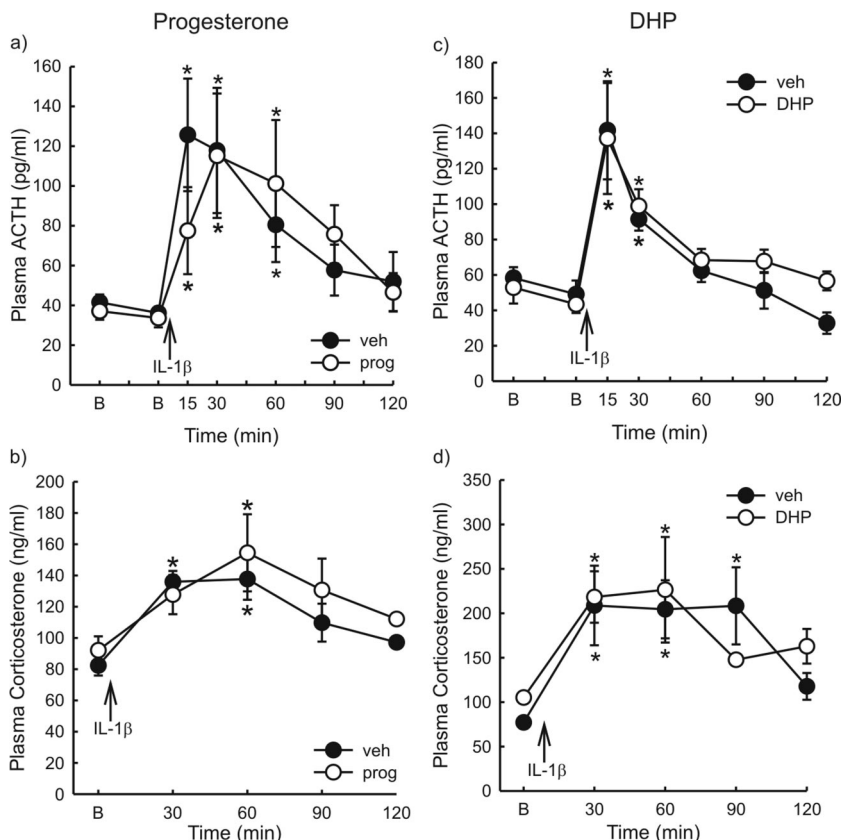 Progesterone
DHP
a)
160
140
120
100
80
60
40
20
0
Plasma ACTH (pg/ml)
*
*
*
*
*
*
IL-1β
veh
prog
B
B
15
30
60
90
120
Time (min)
c)
180
160
140
120
100
80
60
40
20
0
Plasma ACTH (pg/ml)
*
*
*
*
IL-1β
veh
DHP
B
B
15
30
60
90
120
Time (min)
b)
200
180
160
140
120
100
80
60
40
20
0
Plasma Corticosterone (ng/ml)
*
*
*
IL-1β
veh
prog
B
30
60
90
120
Time (min)
d)
350
300
250
200
150
100
50
0
Plasma Corticosterone (ng/ml)
*
*
*
*
*
IL-1β
veh
DHP
B
30
60
90
120
Time (min)